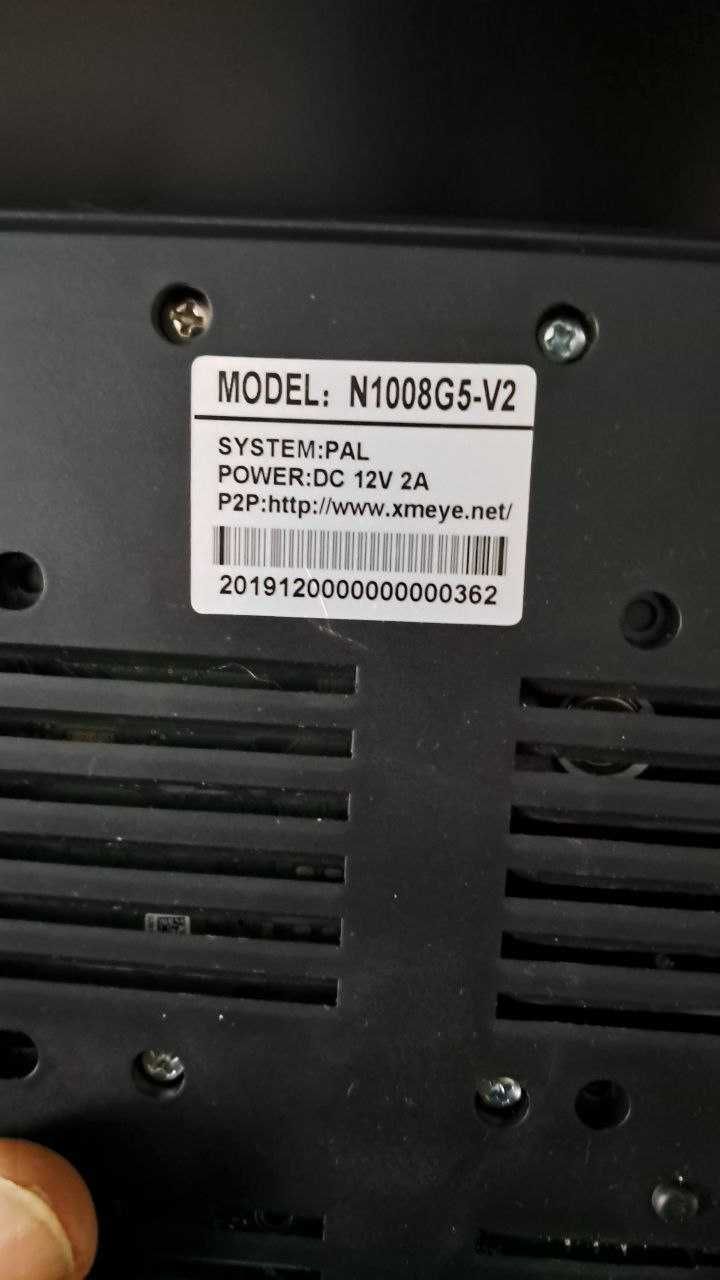 MODEL: N1008G5-V2
SYSTEM:PAL
POWER:DC 12V 2A
P2P:http://www.xmeye.net/
2019120000000000362